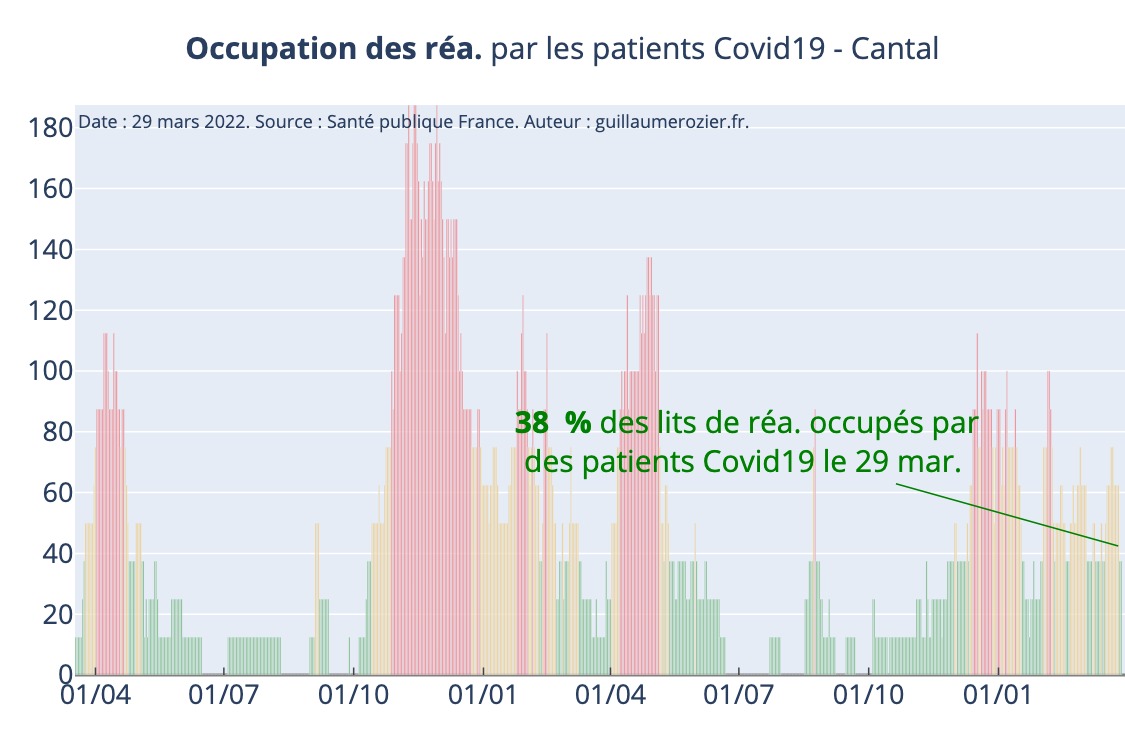 Occupation des réa. par les patients Covid19 - Cantal
Date : 29 mars 2022. Source : Santé publique France. Auteur : guillaumerozier.fr.
180
160
140
120
100
80
60
40
20
0
38 % des lits de réa. occupés par
des patients Covid19 le 29 mar.
01/04 01/07 01/10 01/01 01/04 01/07 01/10 01/01